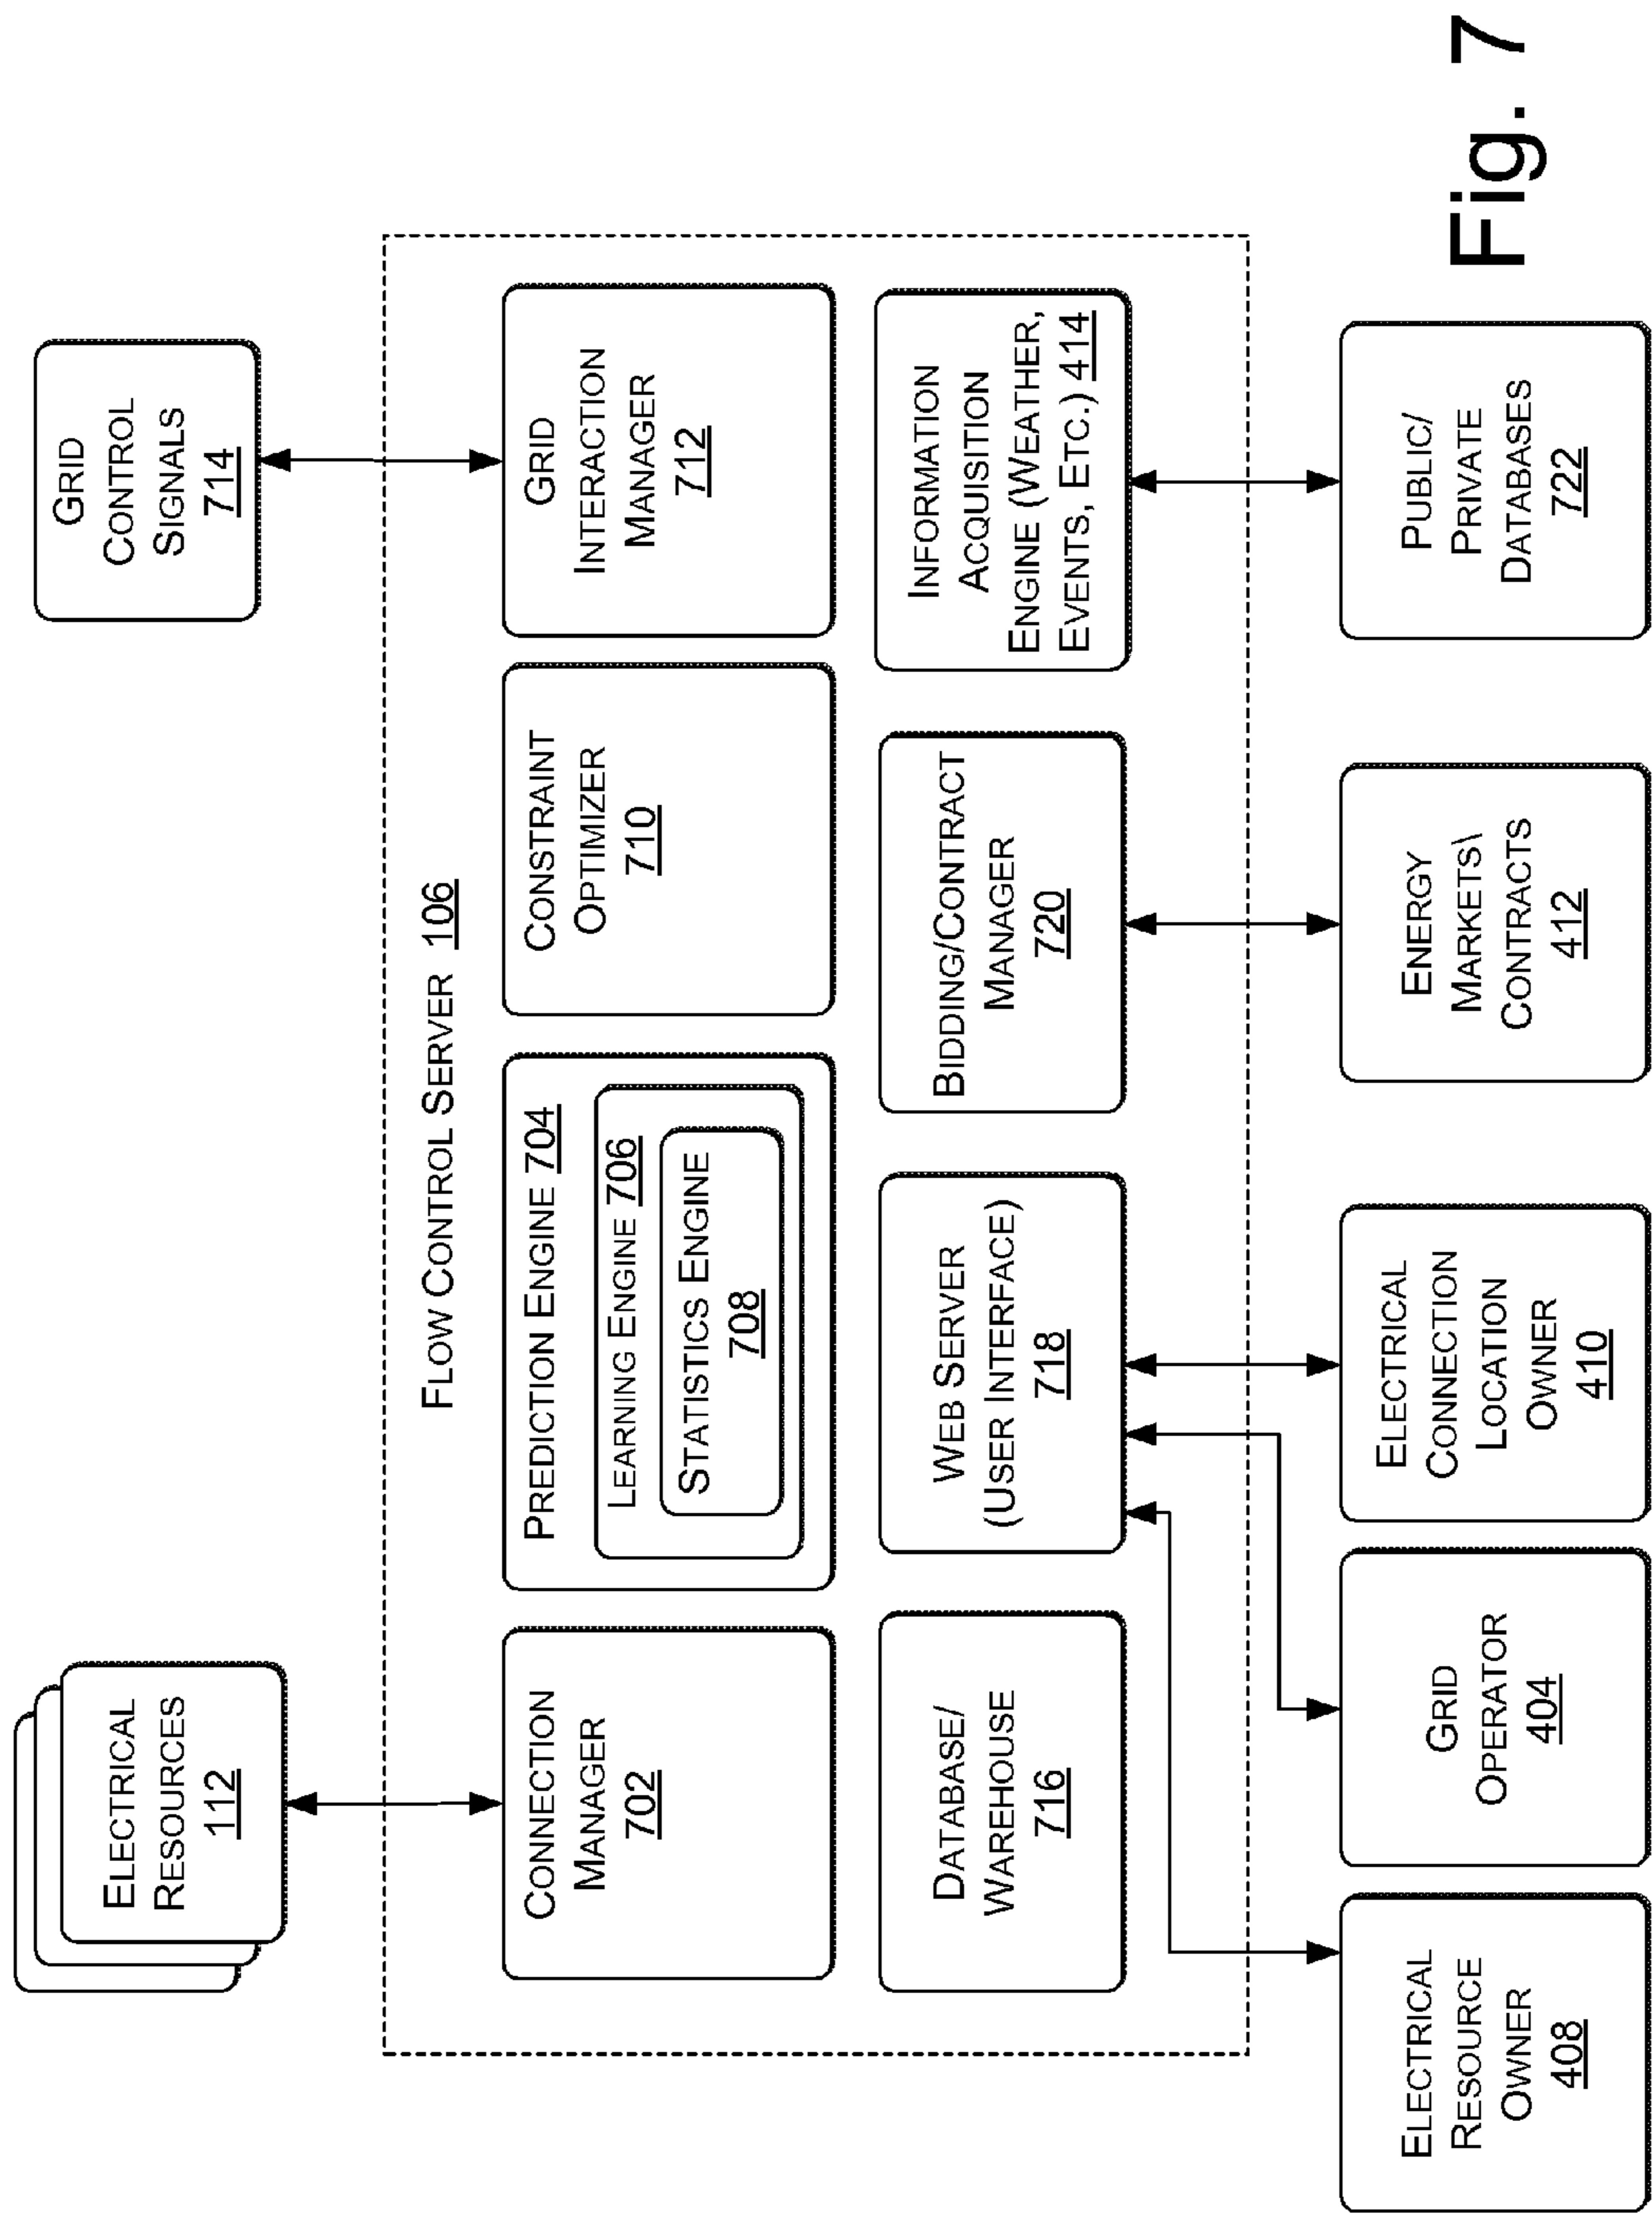 ELECTRICAL
RESOURCES
112
GRID
CONTROL
SIGNALS
714
FLOW CONTROL SERVER 106
CONNECTION
MANAGER
702
PREDICTION ENGINE 704
LEARNING ENGINE 706
STATISTICS ENGINE
708
CONSTRAINT
OPTIMIZER
710
GRID
INTERACTION
MANAGER
712
DATABASE/
WAREHOUSE
716
WEB SERVER
(USER INTERFACE)
718
BIDDING/CONTRACT
MANAGER
720
INFORMATION
ACQUISITION
ENGINE (WEATHER,
EVENTS, ETC.) 414
ELECTRICAL
RESOURCE
OWNER
408
GRID
OPERATOR
404
ELECTRICAL
CONNECTION
LOCATION
OWNER
410
ENERGY
MARKETS\
CONTRACTS
412
PUBLIC/
PRIVATE
DATABASES
722
Fig. 7